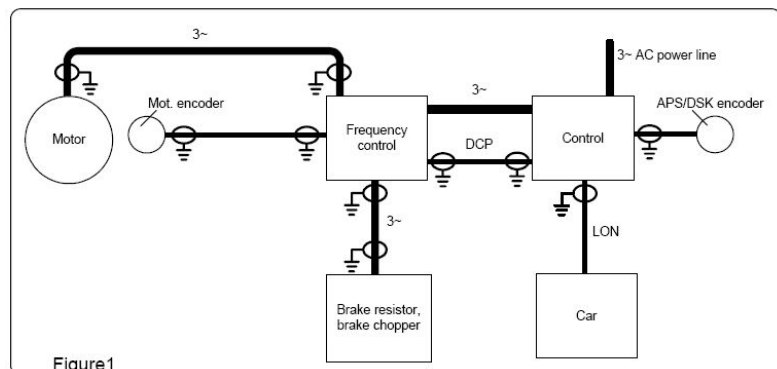 3~
3~ AC power line
Mot. encoder
APS/DSK encoder
3~
Motor
Frequency
control
Control
DCP
3~
LON
Brake resistor,
brake chopper
Car
Figure1